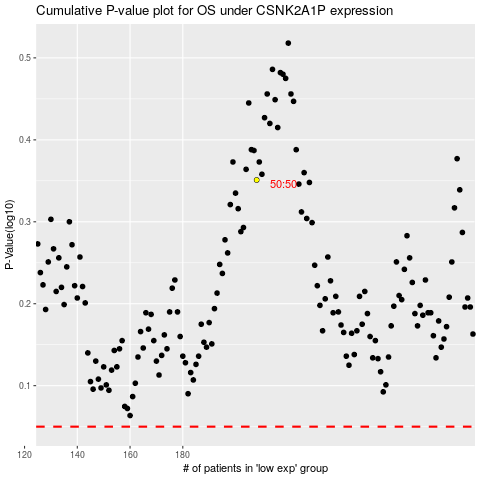 Cumulative P-value plot for OS under CSNK2A1P expression
P-Value(log10)
0.5
0.4
0.3
0.2
0.1
50:50
120 140 160 180
# of patients in 'low exp' group